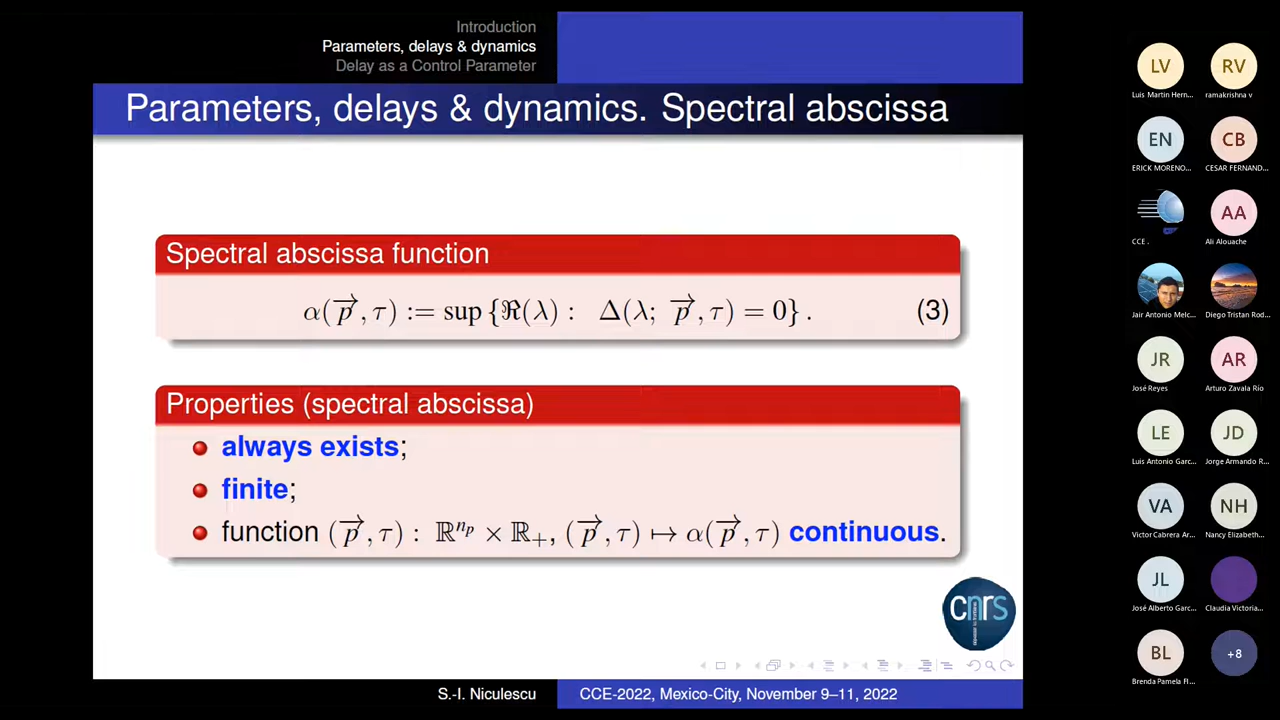 Introduction
Parameters, delays & dynamics
Delay as a Control Parameter
Parameters, delays & dynamics. Spectral abscissa
Spectral abscissa function
α(p⃗, τ) := sup {ℜ(λ) : Δ(λ; p⃗, τ) = 0} . (3)
Properties (spectral abscissa)
always exists;
finite;
function (p⃗, τ) : ℝ^{n_p} × ℝ₊, (p⃗, τ) ↦ α(p⃗, τ) continuous.
cnrs
S.-I. Niculescu
CCE-2022, Mexico-City, November 9–11, 2022
LV
RV
Luis Martin Hern...
ramakrishna v
EN
CB
ERICK MORENO...
CESAR FERNAND...
AA
CCE .
Ali Alouache
Jair Antonio Melc...
Diego Tristan Rod...
JR
AR
José Reyes
Arturo Zavala Río
LE
JD
Luis Antonio Garc...
Jorge Armando R...
VA
NH
Victor Cabrera Ar...
Nancy Elizabeth...
JL
José Alberto Garc...
Claudia Victoria...
BL
+8
Brenda Pamela Fl...